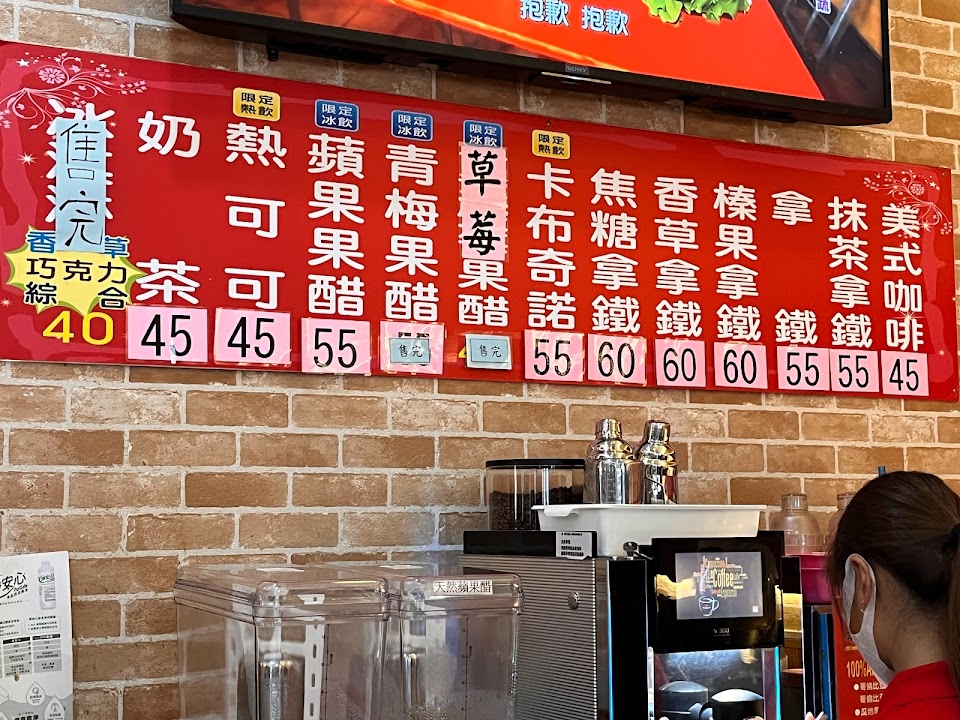 抱歉 抱歉
SONY
美式咖啡
45
抹茶拿鐵
55
拿鐵
55
榛果拿鐵
60
香草拿鐵
60
焦糖拿鐵
60
限定
熱飲
卡布奇諾
55
限定
冰飲
草莓果醋
售完
限定
冰飲
青梅果醋
售完
限定
冰飲
蘋果果醋
55
限定
熱飲
熱可可
45
奶茶
45
售完
香草
巧克力
綜合
40
天然蘋果醋
Coffee
安心
100%